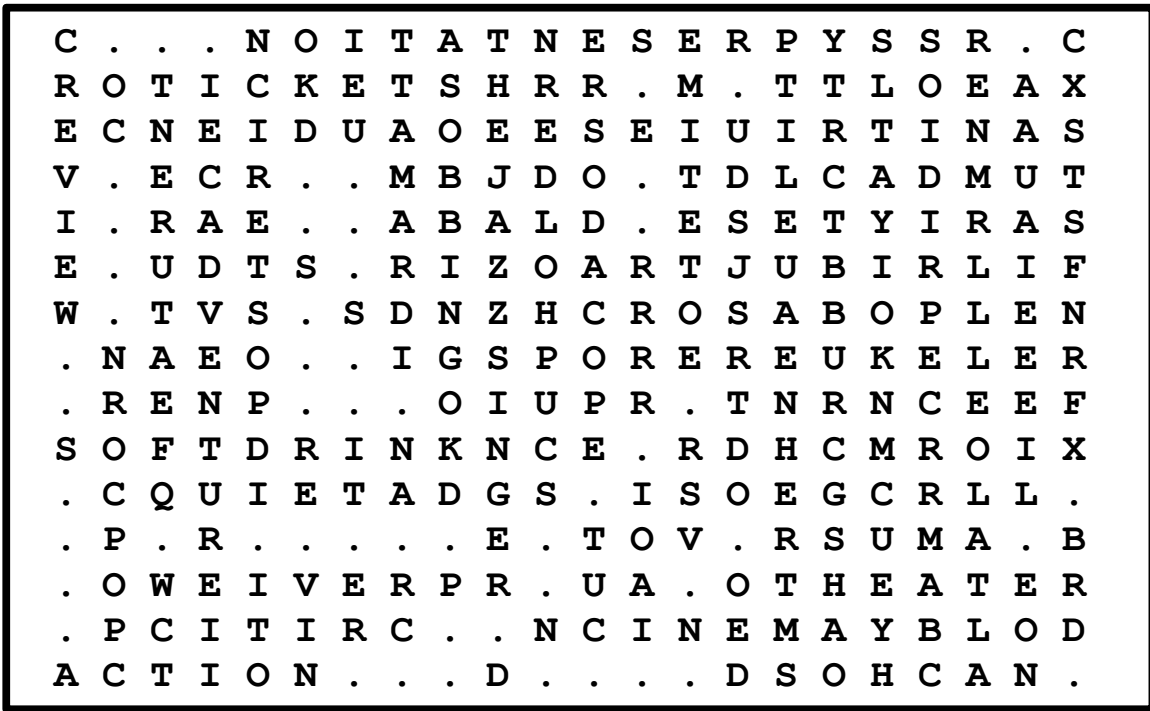 C . . . N O I T A T N E S E R P Y S S R . C
R O T I C K E T S H R R . M . T T L O E A X
E C N E I D U A O E E S E I U I R T I N A S
V . E C R . . M B J D O . T D L C A D M U T
I . R A E . . A B A L D . E S E T Y I R A S
E . U D T S . R I Z O A R T J U B I R L I F
W . T V S . S D N Z H C R O S A B O P L E N
. N A E O . . I G S P O R E R E U K E L E R
. R E N P . . . O I U P R . T N R N C E E F
S O F T D R I N K N C E . R D H C M R O I X
. C Q U I E T A D G S . I S O E G C R L L .
. P . R . . . . . E . T O V . R S U M A . B
. O W E I V E R P R . U A . O T H E A T E R
. P C I T I R C . . N C I N E M A Y B L O D
A C T I O N . . . D . . . . D S O H C A N .